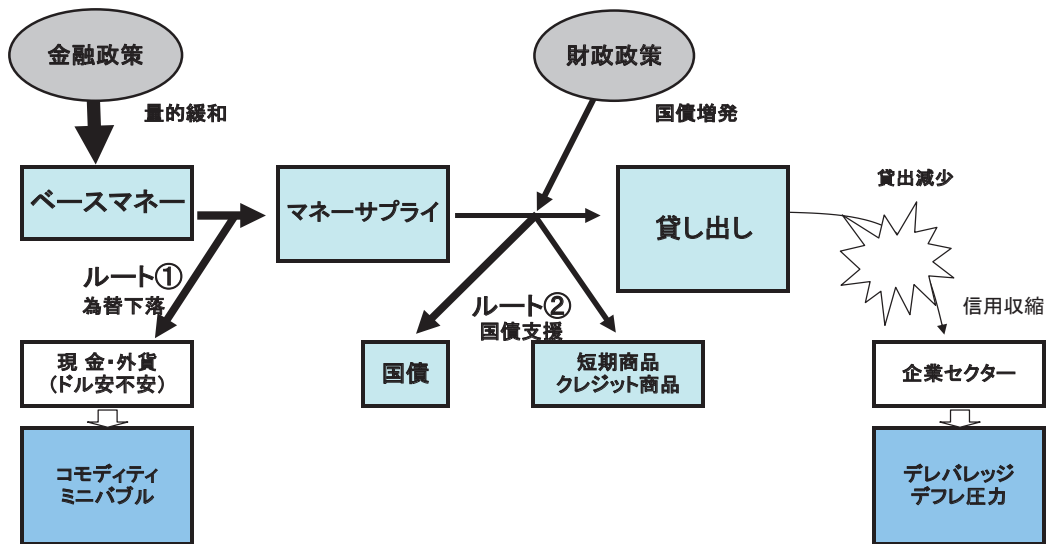 金融政策
財政政策
量的緩和
国債増発
ベースマネー
マネーサプライ
貸し出し
貸出減少
ルート①
為替下落
ルート②
国債支援
信用収縮
現 金・外貨
(ドル安不安)
国債
短期商品
クレジット商品
企業セクター
コモディティ
ミニバブル
デレバレッジ
デフレ圧力